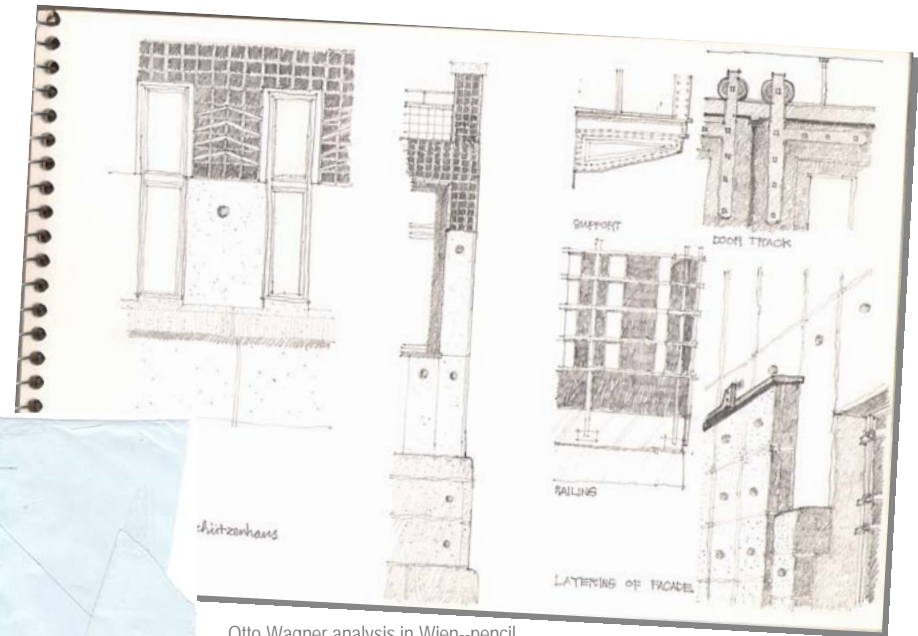 SUPPORT
DOOR TRACK
RAILING
chützenhaus
LAYERING OF FACADE
Otto Wagner analysis in Wien--pencil